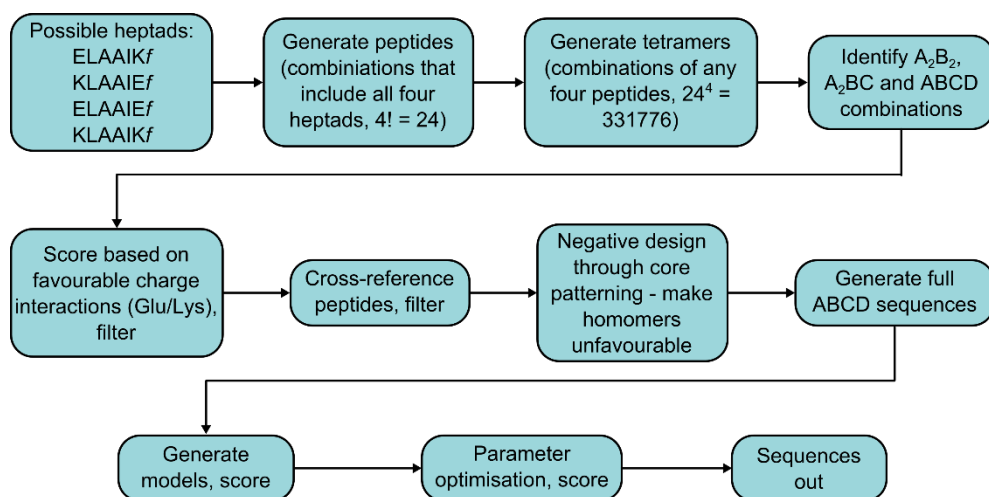 Possible heptads:
ELAAIKf
KLAAIEf
ELAIEf
KLAAIKf
Generate peptides
(combiniations that
include all four
heptads, 4! = 24)
Generate tetramers
(combinations of any
four peptides, 24⁴ =
331776)
Identify A₂B₂,
A₂BC and ABCD
combinations
Score based on
favourable charge
interactions (Glu/Lys),
filter
Cross-reference
peptides, filter
Negative design
through core
patterning - make
homomers
unfavourable
Generate full
ABCD sequences
Generate
models, score
Parameter
optimisation, score
Sequences
out